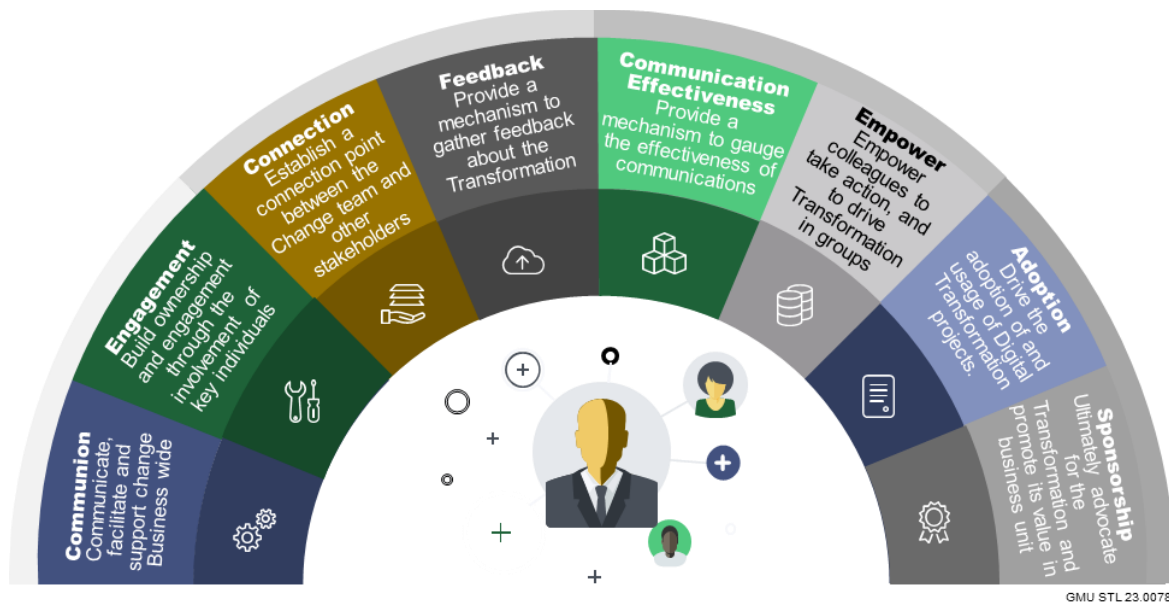 Communion
Communicate,
facilitate and
support change
Business wide
Engagement
Build ownership
and engagement
through the
involvement of
key individuals
Connection
Establish a
connection point
between the
Change team and
other
stakeholders
Feedback
Provide a
mechanism to
gather feedback
about the
Transformation
Communication
Effectiveness
Provide a
mechanism to gauge
the effectiveness of
communications
Empower
Empower
colleagues to
take action, and
to drive
Transformation
in groups
Adoption
Drive the
adoption of and
usage of Digital
Transformation
projects.
Sponsorship
Ultimately advocate
for the
Transformation and
promote its value in
business unit
GMU STL 23.0078